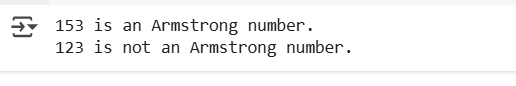 153 is an Armstrong number.
123 is not an Armstrong number.